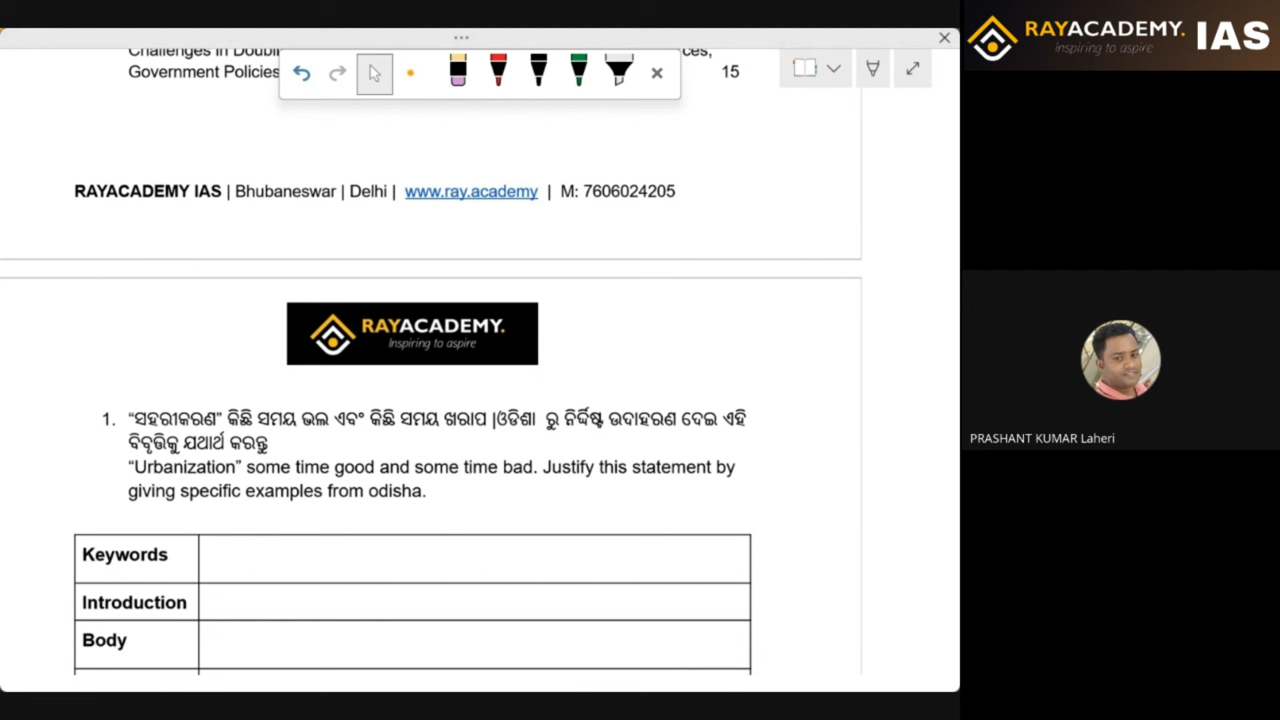 RAYACADEMY. IAS
Inspiring to aspire
Challenges in Doubl ces,
Government Policies 15
RAYACADEMY IAS | Bhubaneswar | Delhi | www.ray.academy | M: 7606024205
RAYACADEMY.
Inspiring to aspire
1. “ସହରୀକରଣ” କିଛି ସମୟ ଭଲ ଏବଂ କିଛି ସମୟ ଖରାପ |ଓଡିଶା ରୁ ନିର୍ଦ୍ଦିଷ୍ଟ ଉଦାହରଣ ଦେଇ ଏହି
ବିବୃତ୍ତିକୁ ଯଥାର୍ଥ କରନ୍ତୁ
“Urbanization” some time good and some time bad. Justify this statement by
giving specific examples from odisha.
Keywords
Introduction
Body
PRASHANT KUMAR Laheri